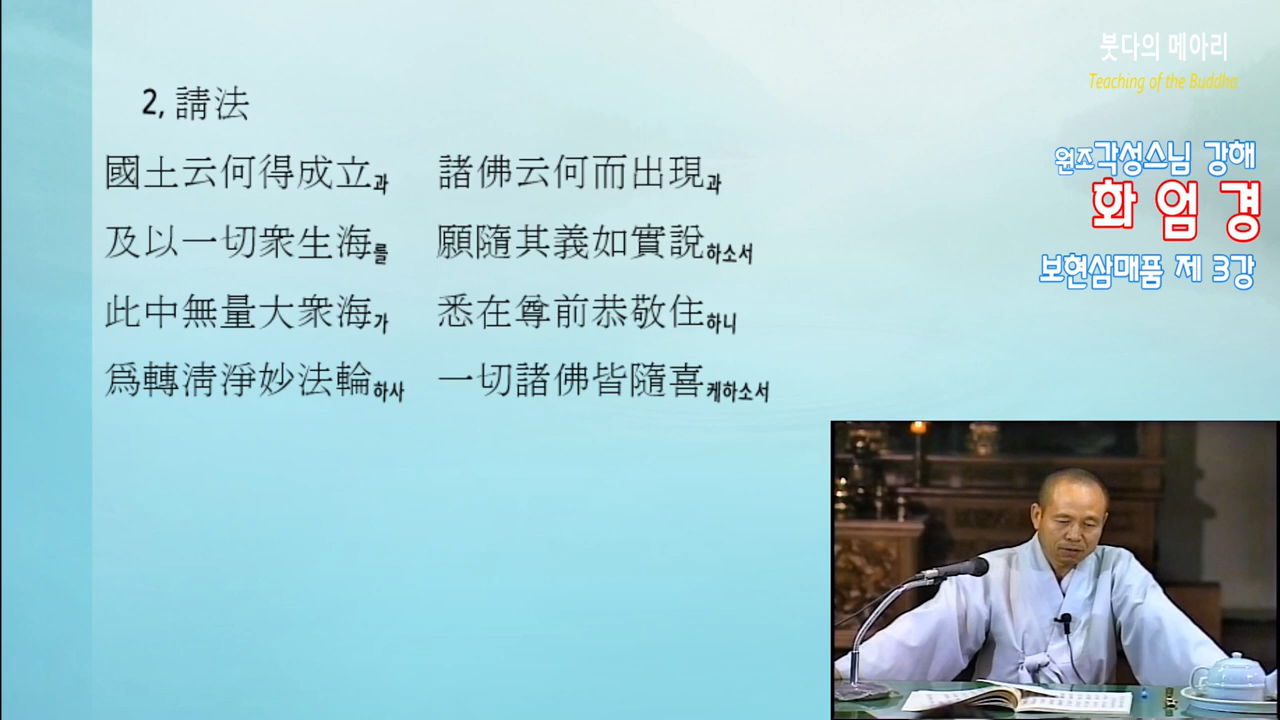 2, 請法
國土云何得成立과 諸佛云何而出現과
及以一切衆生海를 願隨其義如實說하소서
此中無量大衆海가 悉在尊前恭敬住하니
爲轉淸淨妙法輪하사 一切諸佛皆隨喜케하소서
붓다의 메아리
Teaching of the Buddha
원조각성스님 강해
화엄경
보현삼매품 제 3강